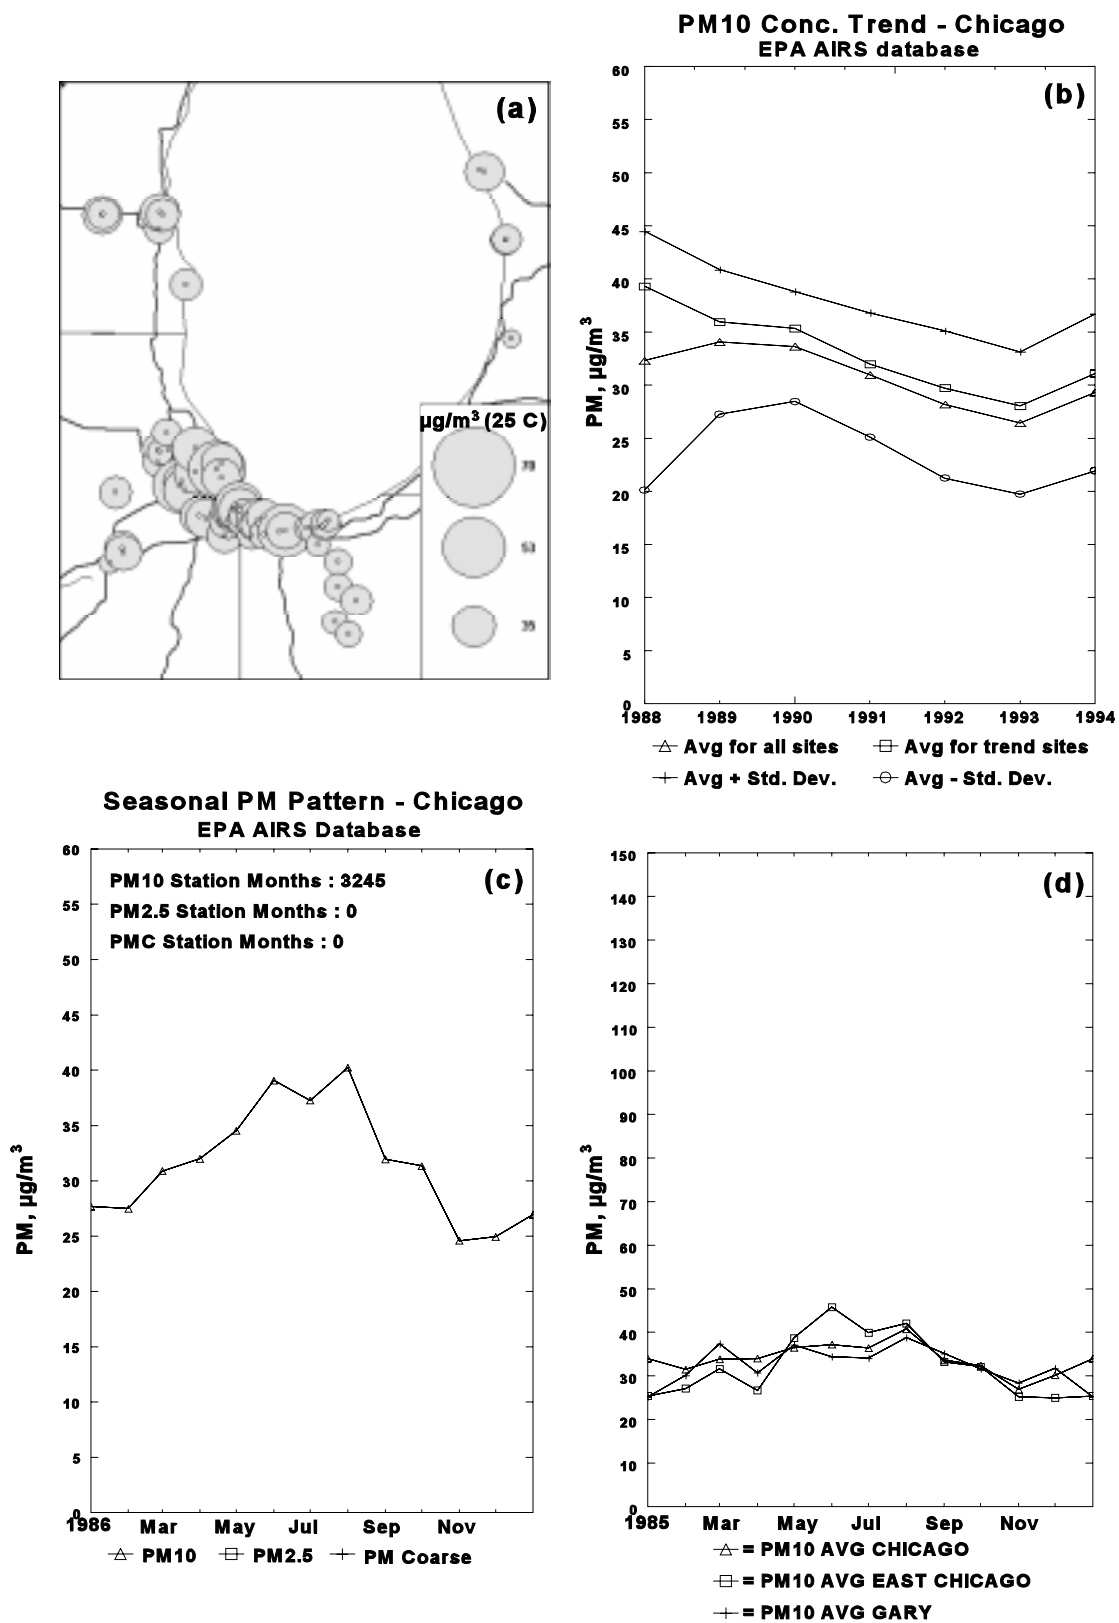 (a)
µg/m³ (25 C)
70
53
35
PM10 Conc. Trend - Chicago
EPA AIRS database
(b)
60
55
50
45
40
35
30
25
20
15
10
5
0
PM, µg/m³
1988 1989 1990 1991 1992 1993 1994
Avg for all sites Avg for trend sites
Avg + Std. Dev. Avg - Std. Dev.
Seasonal PM Pattern - Chicago
EPA AIRS Database
(c)
PM10 Station Months : 3245
PM2.5 Station Months : 0
PMC Station Months : 0
60
55
50
45
40
35
30
25
20
15
10
5
0
PM, µg/m³
1986 Mar May Jul Sep Nov
PM10 PM2.5 PM Coarse
(d)
150
140
130
120
110
100
90
80
70
60
50
40
30
20
10
0
PM, µg/m³
1985 Mar May Jul Sep Nov
= PM10 AVG CHICAGO
= PM10 AVG EAST CHICAGO
= PM10 AVG GARY